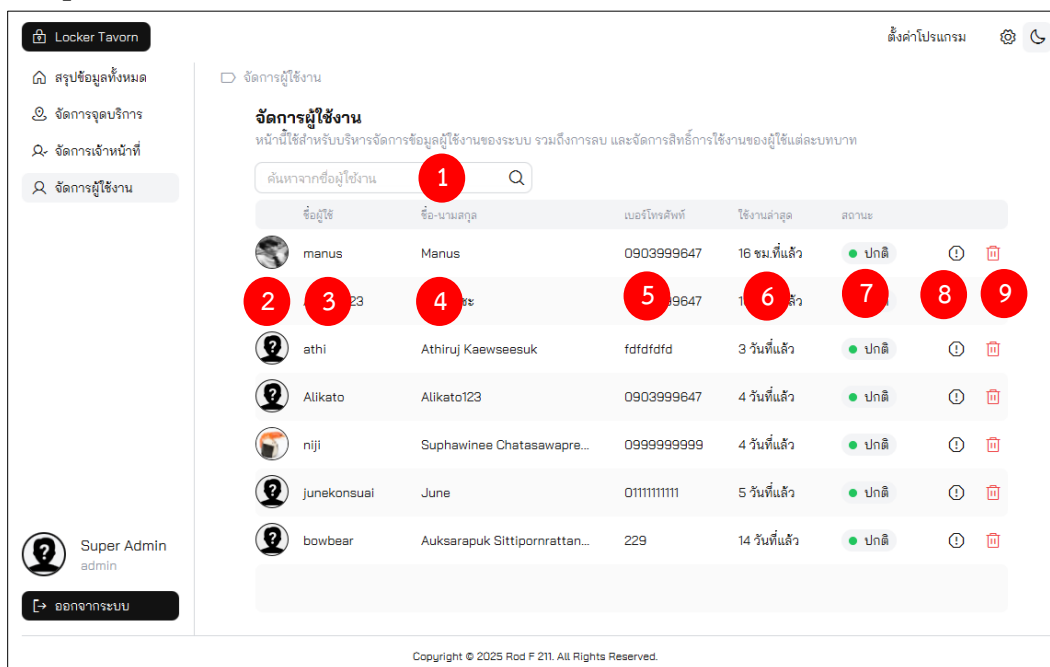 Locker Tavorn
ตั้งค่าโปรแกรม
สรุปข้อมูลทั้งหมด
จัดการจุดบริการ
จัดการเจ้าหน้าที่
จัดการผู้ใช้งาน
จัดการผู้ใช้งาน
จัดการผู้ใช้งาน
หน้านี้ใช้สำหรับบริหารจัดการข้อมูลผู้ใช้งานของระบบ รวมถึงการลบ และจัดการสิทธิ์การใช้งานของผู้ใช้แต่ละบทบาท
ค้นหาจากชื่อผู้ใช้งาน 1
ชื่อผู้ใช้ ชื่อ-นามสกุล เบอร์โทรศัพท์ ใช้งานล่าสุด สถานะ
manus Manus 0903999647 16 ชม.ที่แล้ว ปกติ
2 3 23 4 5 9647 6 7 8 9
athi Athiruj Kaewseesuk fdfdfdfd 3 วันที่แล้ว ปกติ
Alikato Alikato123 0903999647 4 วันที่แล้ว ปกติ
niji Suphawinee Chatasawapre... 0999999999 4 วันที่แล้ว ปกติ
junekonsuai June 01111111111 5 วันที่แล้ว ปกติ
bowbear Auksarapuk Sittipornrattan... 229 14 วันที่แล้ว ปกติ
Super Admin
admin
ออกจากระบบ
Copyright © 2025 Rod F 211. All Rights Reserved.